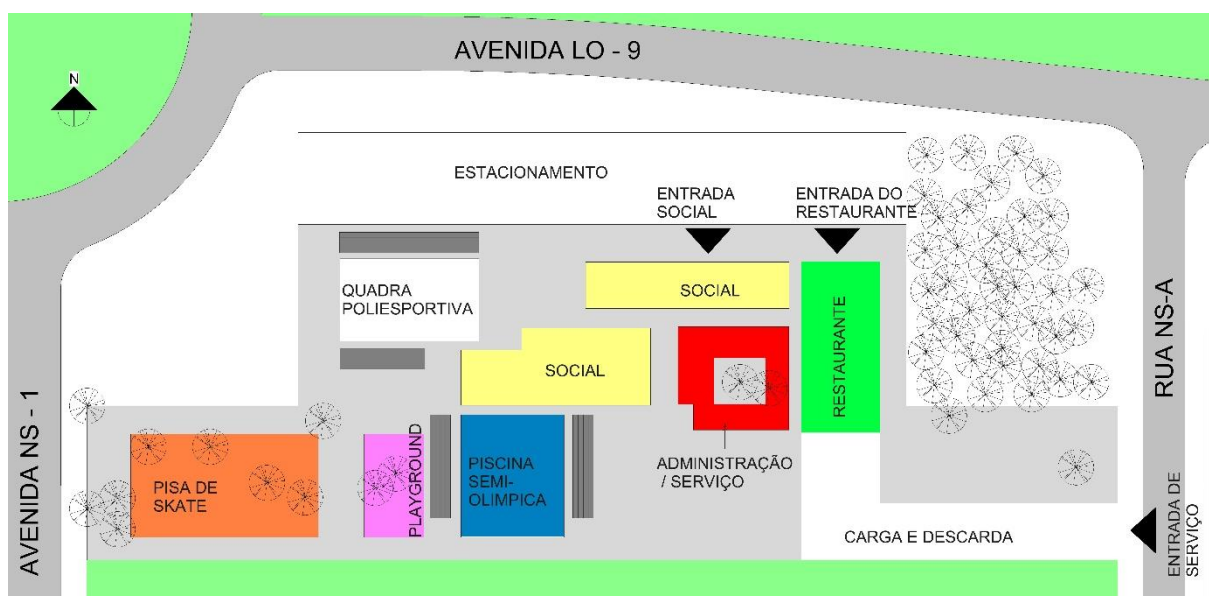 AVENIDA LO - 9
N
ESTACIONAMENTO
ENTRADA
SOCIAL
ENTRADA DO
RESTAURANTE
QUADRA
POLIESPORTIVA
SOCIAL
SOCIAL
RESTAURANTE
RUA NS-A
AVENIDA NS - 1
PISA DE
SKATE
PLAYGROUND
PISCINA
SEMI-
OLIMPICA
ADMINISTRAÇÃO
/ SERVIÇO
CARGA E DESCARDA
ENTRADA DE
SERVIÇO